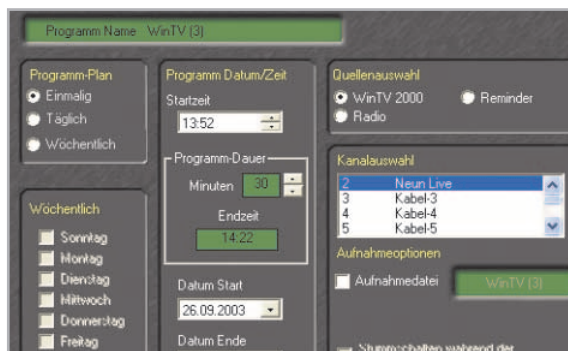 Programm Name WinTV (3)
Programm-Plan
Einmalig
Täglich
Wöchentlich
Wöchentlich
Sonntag
Montag
Dienstag
Mittwoch
Donnerstag
Freitag
Programm Datum/Zeit
Startzeit
13:52
Programm-Dauer
Minuten 30
Endzeit
14:22
Datum Start
26.09.2003
Datum Ende
Quellenauswahl
WinTV 2000 Reminder
Radio
Kanalauswahl
2 Neun Live
3 Kabel-3
4 Kabel-4
5 Kabel-5
Aufnahmeoptionen
Aufnahmedatei WinTV (3)
Stummschalten während der